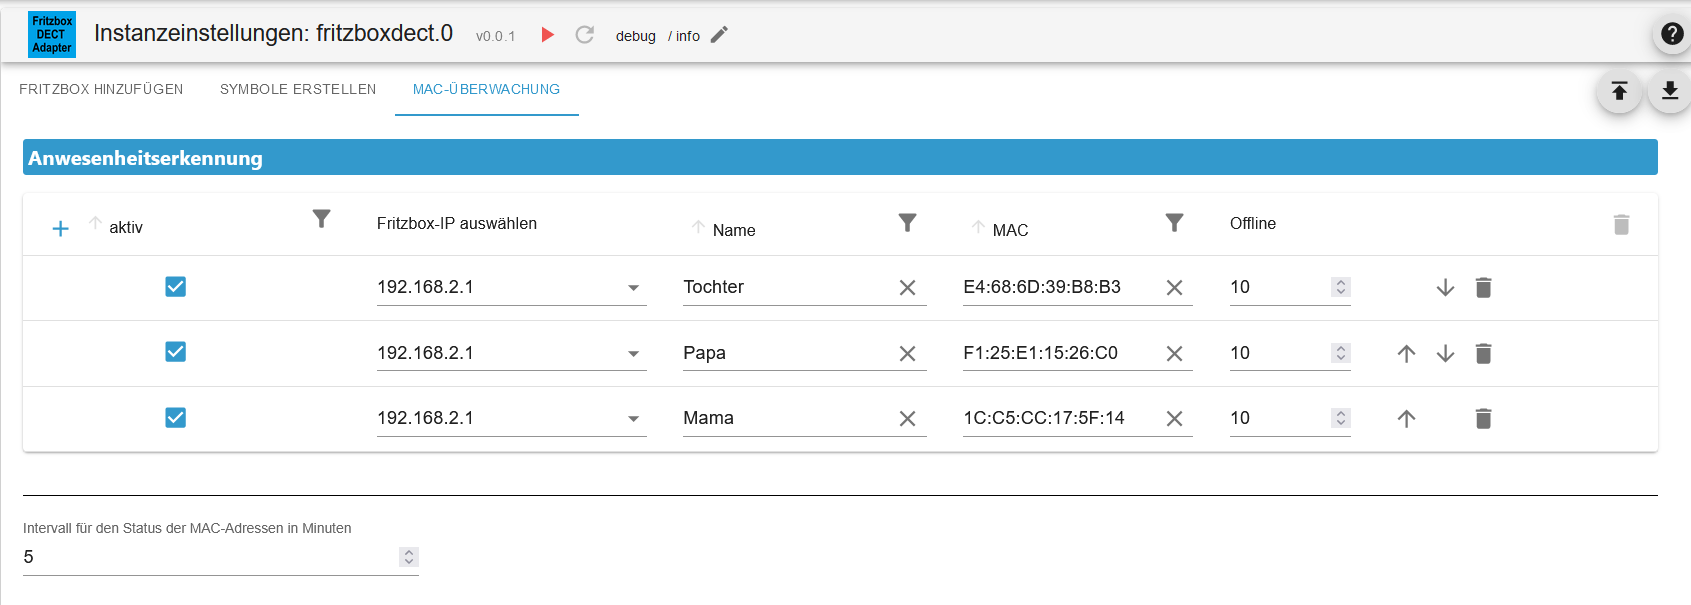 Fritzbox
DECT
Adapter
Instanzeinstellungen: fritzboxdect.0 v0.0.1 debug / info
FRITZBOX HINZUFÜGEN SYMBOLE ERSTELLEN MAC-ÜBERWACHUNG
Anwesenheitserkennung
aktiv Fritzbox-IP auswählen Name MAC Offline
192.168.2.1 Tochter E4:68:6D:39:B8:B3 10
192.168.2.1 Papa F1:25:E1:15:26:C0 10
192.168.2.1 Mama 1C:C5:CC:17:5F:14 10
Intervall für den Status der MAC-Adressen in Minuten
5